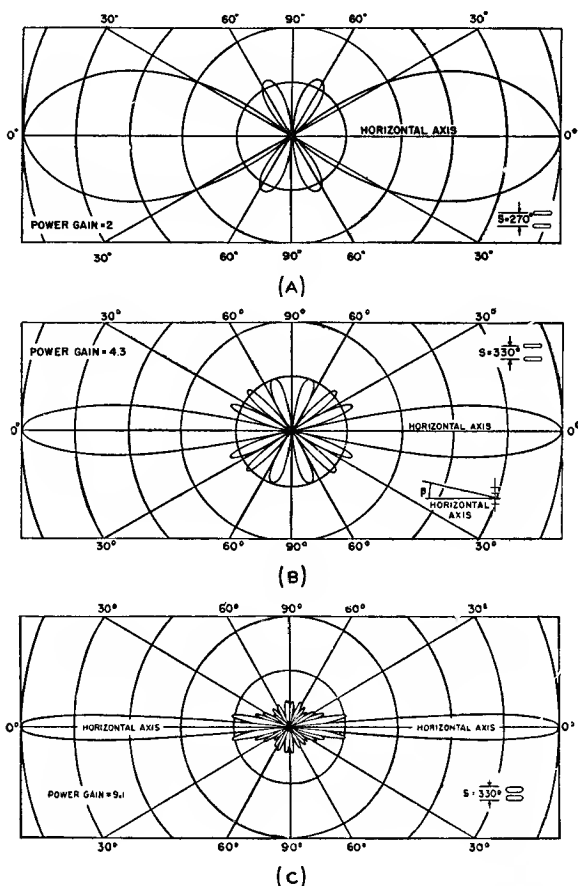 30° 60° 90° 60° 30°
0° HORIZONTAL AXIS 0°
POWER GAIN = 2 S=270°
30° 60° 90° 60° 30°
(A)
30° 60° 90° 60° 30°
POWER GAIN = 4.3 S=330°
0° HORIZONTAL AXIS 0°
β
HORIZONTAL
AXIS
30° 60° 90° 60° 30°
(B)
30° 60° 90° 60° 30°
HORIZONTAL AXIS HORIZONTAL AXIS 0°
POWER GAIN = 9.1 S = 330°
30° 60° 90° 60° 30°
(C)